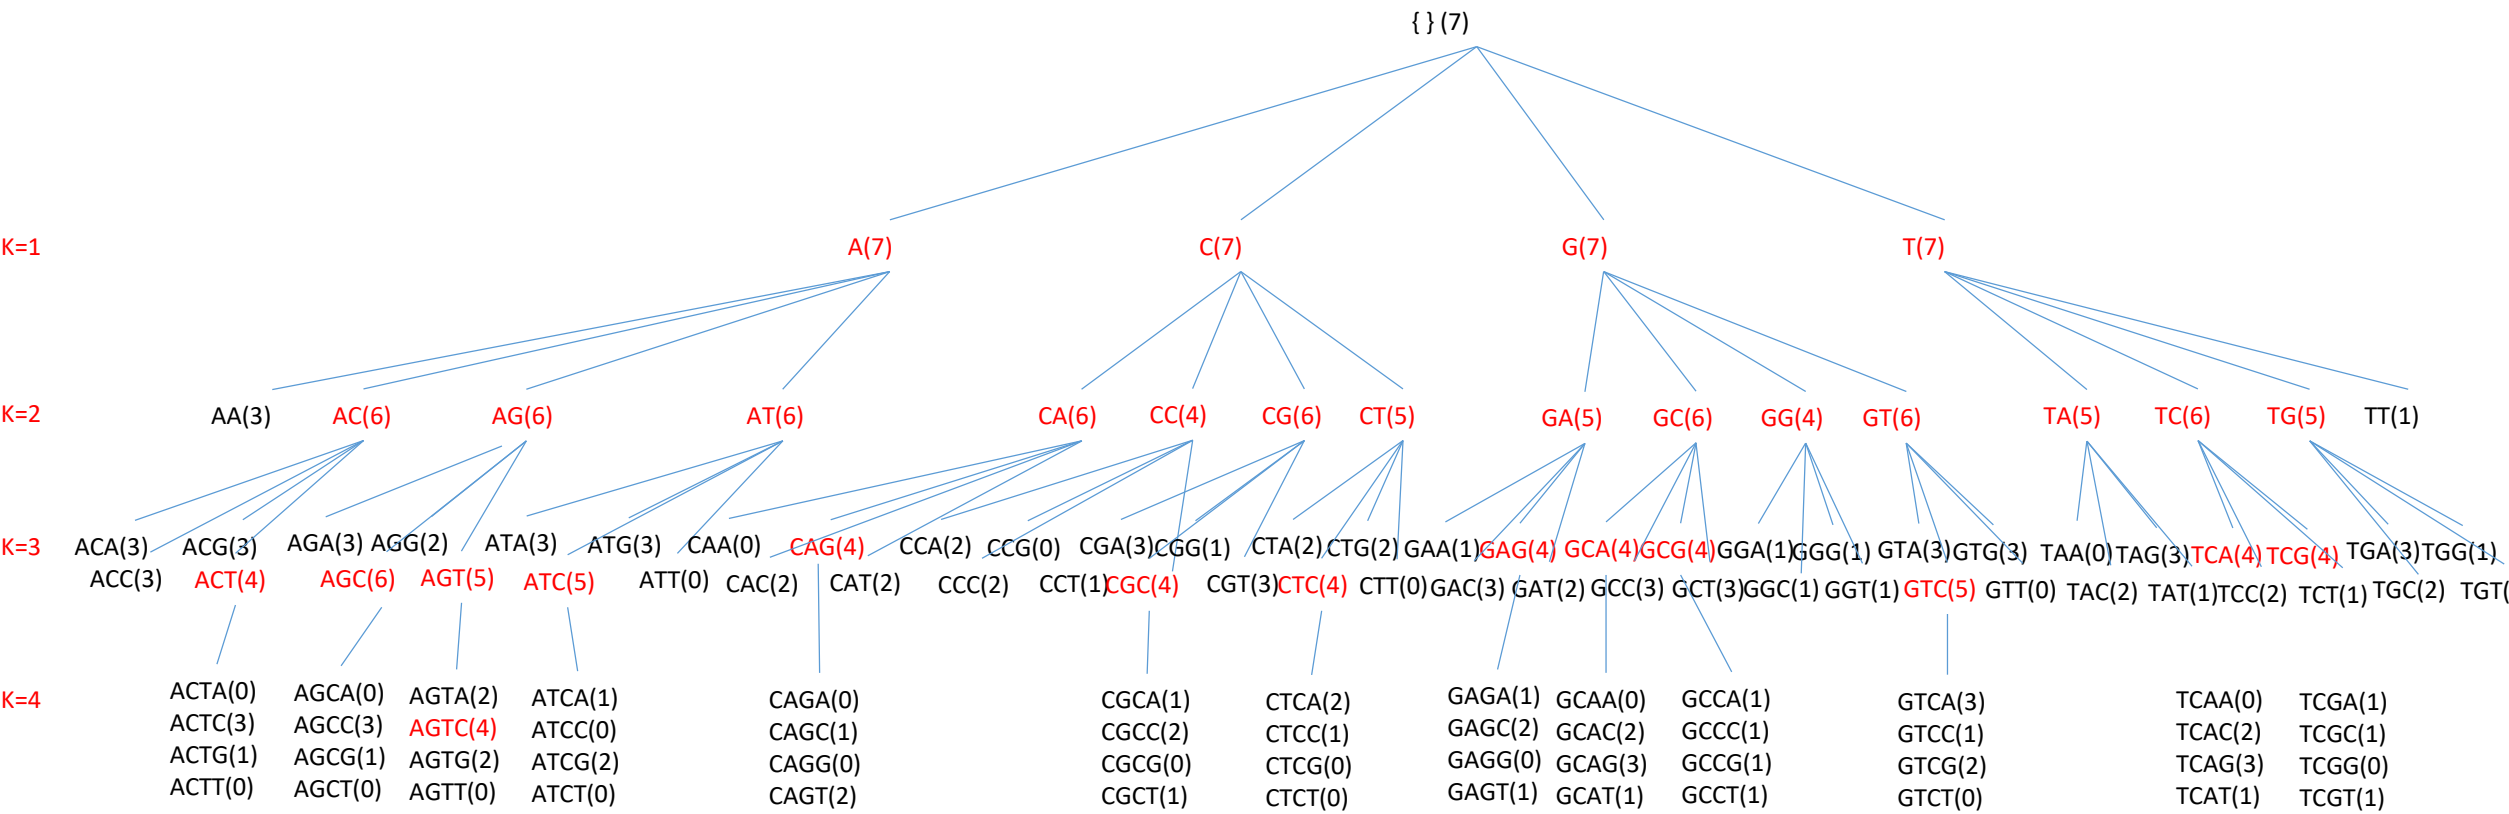 { } (7)
K=1 A(7) C(7) G(7) T(7)
K=2 AA(3) AC(6) AG(6) AT(6) CA(6) CC(4) CG(6) CT(5) GA(5) GC(6) GG(4) GT(6) TA(5) TC(6) TG(5) TT(1)
K=3 ACA(3) ACG(3) AGA(3) AGG(2) ATA(3) ATG(3) CAA(0) CAG(4) CCA(2) CCG(0) CGA(3) CGG(1) CTA(2) CTG(2) GAA(1) GAG(4) GCA(4) GCG(4) GGA(1) GGG(1) GTA(3) GTG(3) TAA(0) TAG(3) TCA(4) TCG(4) TGA(3) TGG(1)
ACC(3) ACT(4) AGC(6) AGT(5) ATC(5) ATT(0) CAC(2) CAT(2) CCC(2) CCT(1) CGC(4) CGT(3) CTC(4) CTT(0) GAC(3) GAT(2) GCC(3) GCT(3) GGC(1) GGT(1) GTC(5) GTT(0) TAC(2) TAT(1) TCC(2) TCT(1) TGC(2) TGT(
K=4 ACTA(0) AGCA(0) AGTA(2) ATCA(1) CAGA(0) CGCA(1) CTCA(2) GAGA(1) GCAA(0) GCCA(1) GTCA(3) TCAA(0) TCGA(1)
ACTC(3) AGCC(3) AGTC(4) ATCC(0) CAGC(1) CGCC(2) CTCC(1) GAGC(2) GCAC(2) GCCC(1) GTCC(1) TCAC(2) TCGC(1)
ACTG(1) AGCG(1) AGTG(2) ATCG(2) CAGG(0) CGCG(0) CTCG(0) GAGG(0) GCAG(3) GCCG(1) GTCG(2) TCAG(3) TCGG(0)
ACTT(0) AGCT(0) AGTT(0) ATCT(0) CAGT(2) CGCT(1) CTCT(0) GAGT(1) GCAT(1) GCCT(1) GTCT(0) TCAT(1) TCGT(1)